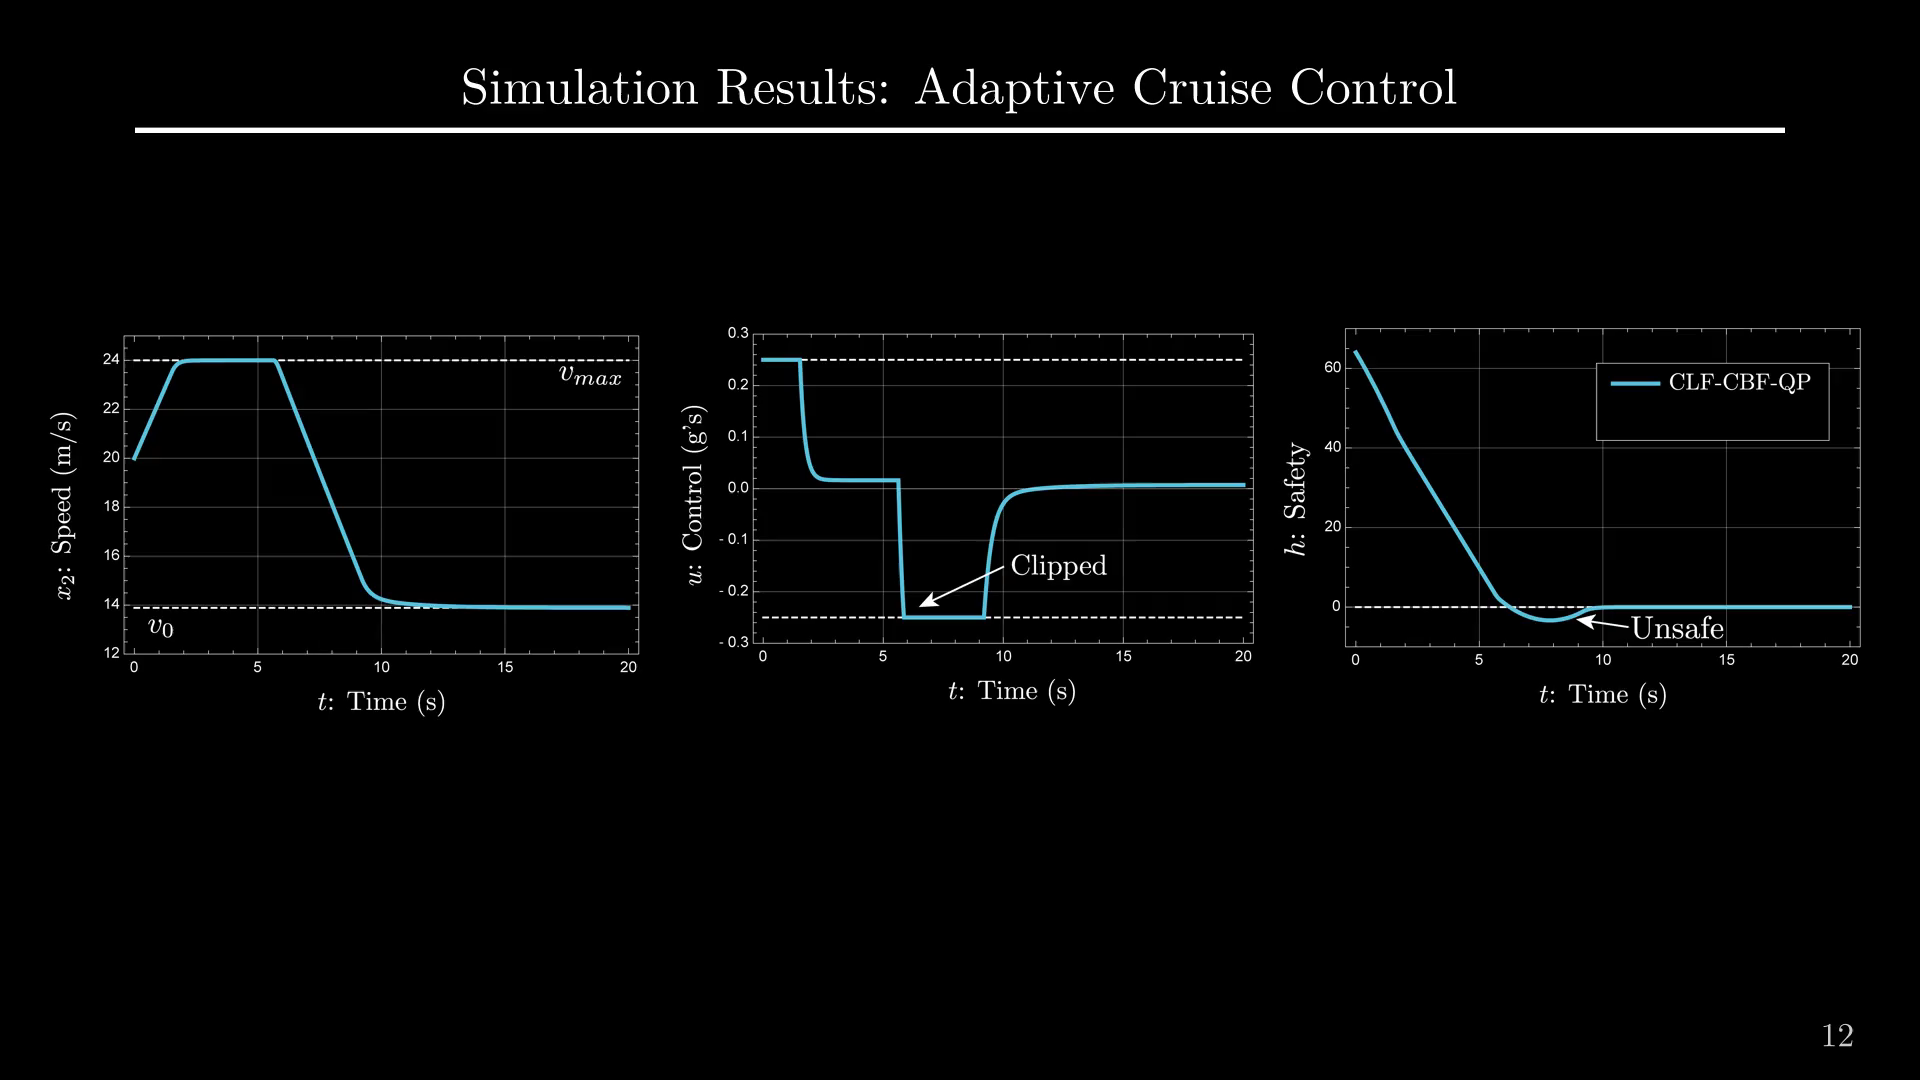 Simulation Results: Adaptive Cruise Control
x2: Speed (m/s)
24
22
20
18
16
14
12
vmax
v0
0 5 10 15 20
t: Time (s)
u: Control (g's)
0.3
0.2
0.1
0.0
- 0.1
- 0.2
- 0.3
Clipped
0 5 10 15 20
t: Time (s)
h: Safety
60
40
20
0
CLF-CBF-QP
Unsafe
0 5 10 15 20
t: Time (s)
12